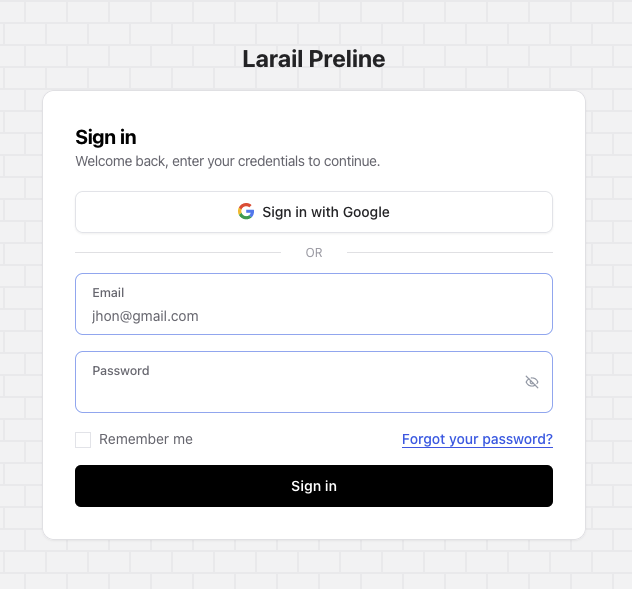 Larail Preline
Sign in
Welcome back, enter your credentials to continue.
Sign in with Google
OR
Email
jhon@gmail.com
Password
Remember me
Forgot your password?
Sign in